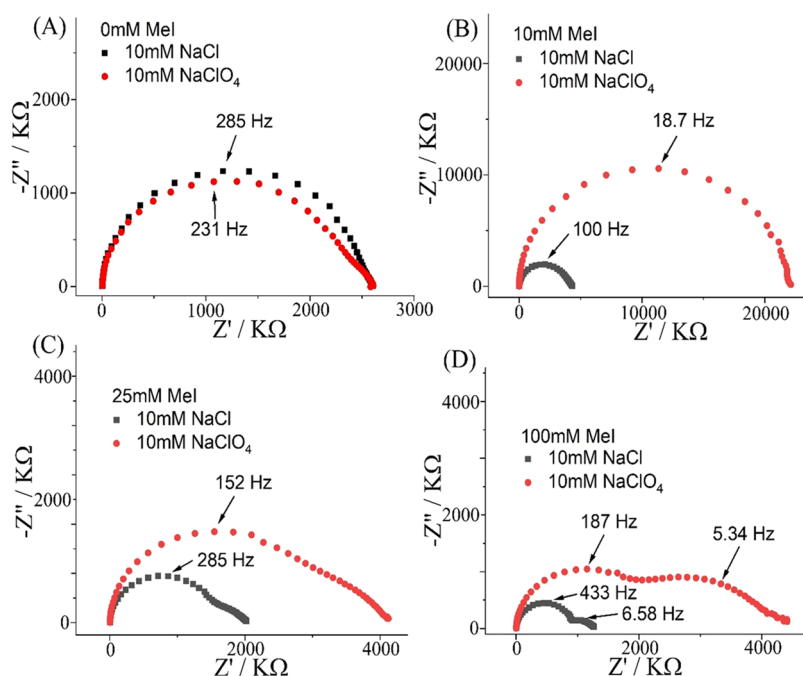 (A)
0mM MeI
10mM NaCl
10mM NaClO4
285 Hz
231 Hz
2000
1000
0
-Z'' / KΩ
0
1000
2000
3000
Z' / KΩ
(B)
10mM MeI
10mM NaCl
10mM NaClO4
18.7 Hz
100 Hz
20000
10000
0
-Z'' / KΩ
0
10000
20000
Z' / KΩ
(C)
25mM MeI
10mM NaCl
10mM NaClO4
152 Hz
285 Hz
4000
2000
0
-Z'' / KΩ
0
2000
4000
Z' / KΩ
(D)
100mM MeI
10mM NaCl
10mM NaClO4
187 Hz
5.34 Hz
433 Hz
6.58 Hz
4000
2000
0
-Z'' / KΩ
0
2000
4000
Z' / KΩ